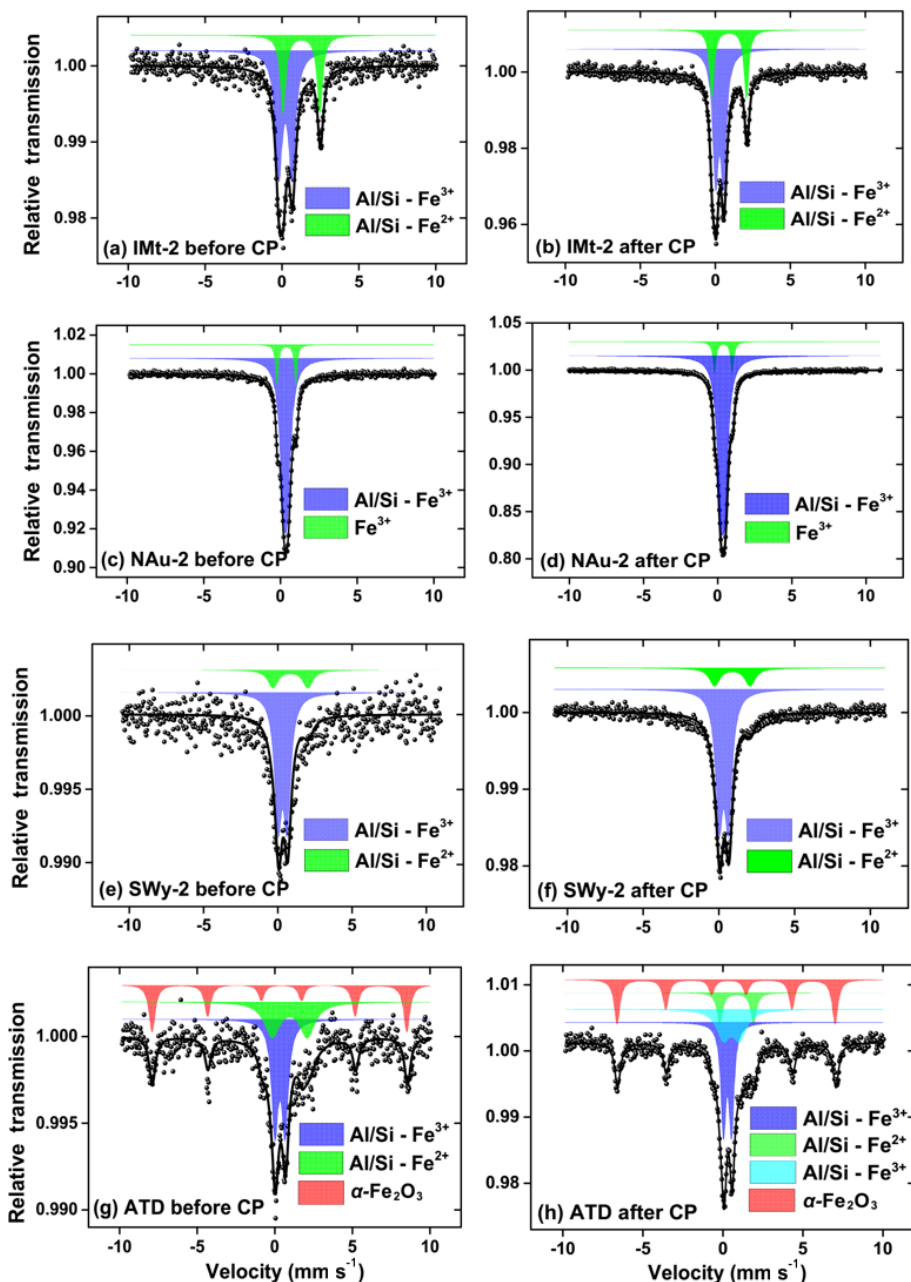 Relative transmission
1.00
0.99
0.98
Al/Si - Fe³⁺
Al/Si - Fe²⁺
(a) IMt-2 before CP
-10 -5 0 5 10
1.00
0.98
0.96
Al/Si - Fe³⁺
Al/Si - Fe²⁺
(b) IMt-2 after CP
-10 -5 0 5 10
Relative transmission
1.02
1.00
0.98
0.96
0.94
0.92
0.90
Al/Si - Fe³⁺
Fe³⁺
(c) NAu-2 before CP
-10 -5 0 5 10
1.05
1.00
0.95
0.90
0.85
0.80
Al/Si - Fe³⁺
Fe³⁺
(d) NAu-2 after CP
-10 -5 0 5 10
Relative transmission
1.000
0.995
0.990
Al/Si - Fe³⁺
Al/Si - Fe²⁺
(e) SWy-2 before CP
-10 -5 0 5 10
1.00
0.99
0.98
Al/Si - Fe³⁺
Al/Si - Fe²⁺
(f) SWy-2 after CP
-10 -5 0 5 10
Relative transmission
1.000
0.995
0.990
Al/Si - Fe³⁺
Al/Si - Fe²⁺
α-Fe₂O₃
(g) ATD before CP
-10 -5 0 5 10
Velocity (mm s⁻¹)
1.01
1.00
0.99
0.98
Al/Si - Fe³⁺
Al/Si - Fe²⁺
Al/Si - Fe³⁺
α-Fe₂O₃
(h) ATD after CP
-10 -5 0 5 10
Velocity (mm s⁻¹)